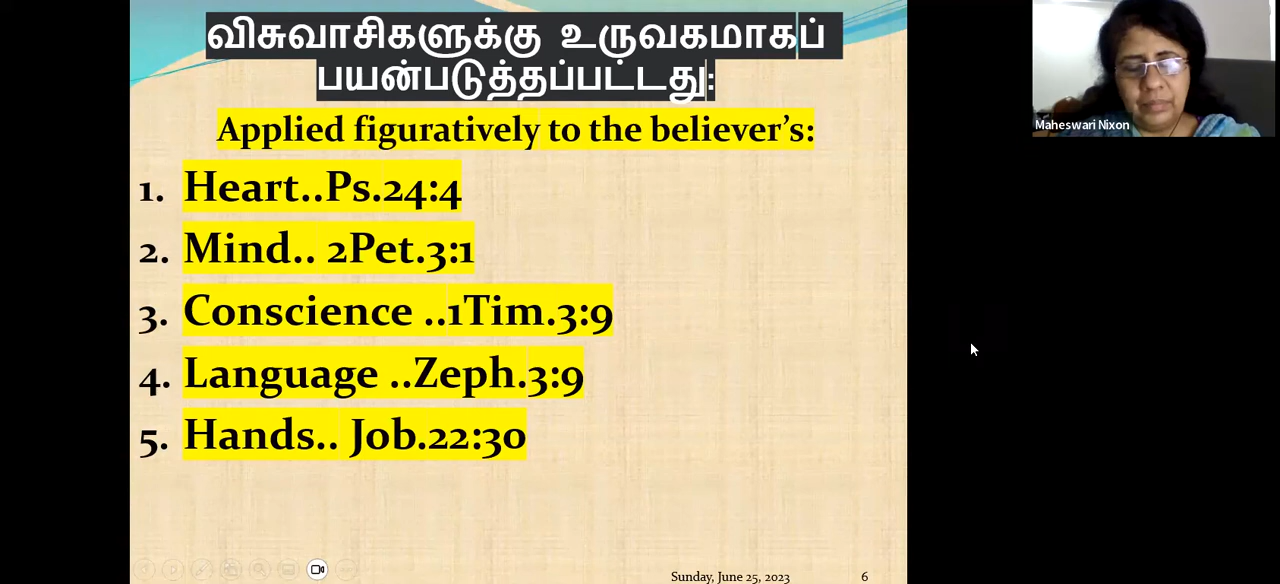 விசுவாசிகளுக்கு உருவகமாகப்
பயன்படுத்தப்பட்டது:
Applied figuratively to the believer’s:
1. Heart..Ps.24:4
2. Mind.. 2Pet.3:1
3. Conscience ..1Tim.3:9
4. Language ..Zeph.3:9
5. Hands.. Job.22:30
Sunday, June 25, 2023 6
Maheswari Nixon